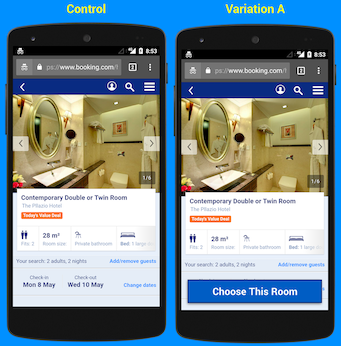 Control
Variation A
8:53
ps://www.booking.com/
2
1/6
Contemporary Double or Twin Room
The Pllazio Hotel
Today's Value Deal
Fits: 2
28 m²
Room size
Private bathroom
Bed: 1 large
Your search: 2 adults, 2 nights
Add/remove guests
Check-in
Mon 8 May
Check-out
Wed 10 May
Change dates
8:53
ps://www.booking.com/
2
1/6
Contemporary Double or Twin Room
The Pllazio Hotel
Today's Value Deal
Fits: 2
28 m²
Room size
Private bathroom
Bed: 1 large
Your search: 2 adults, 2 nights
Add/remove guests
Choose This Room